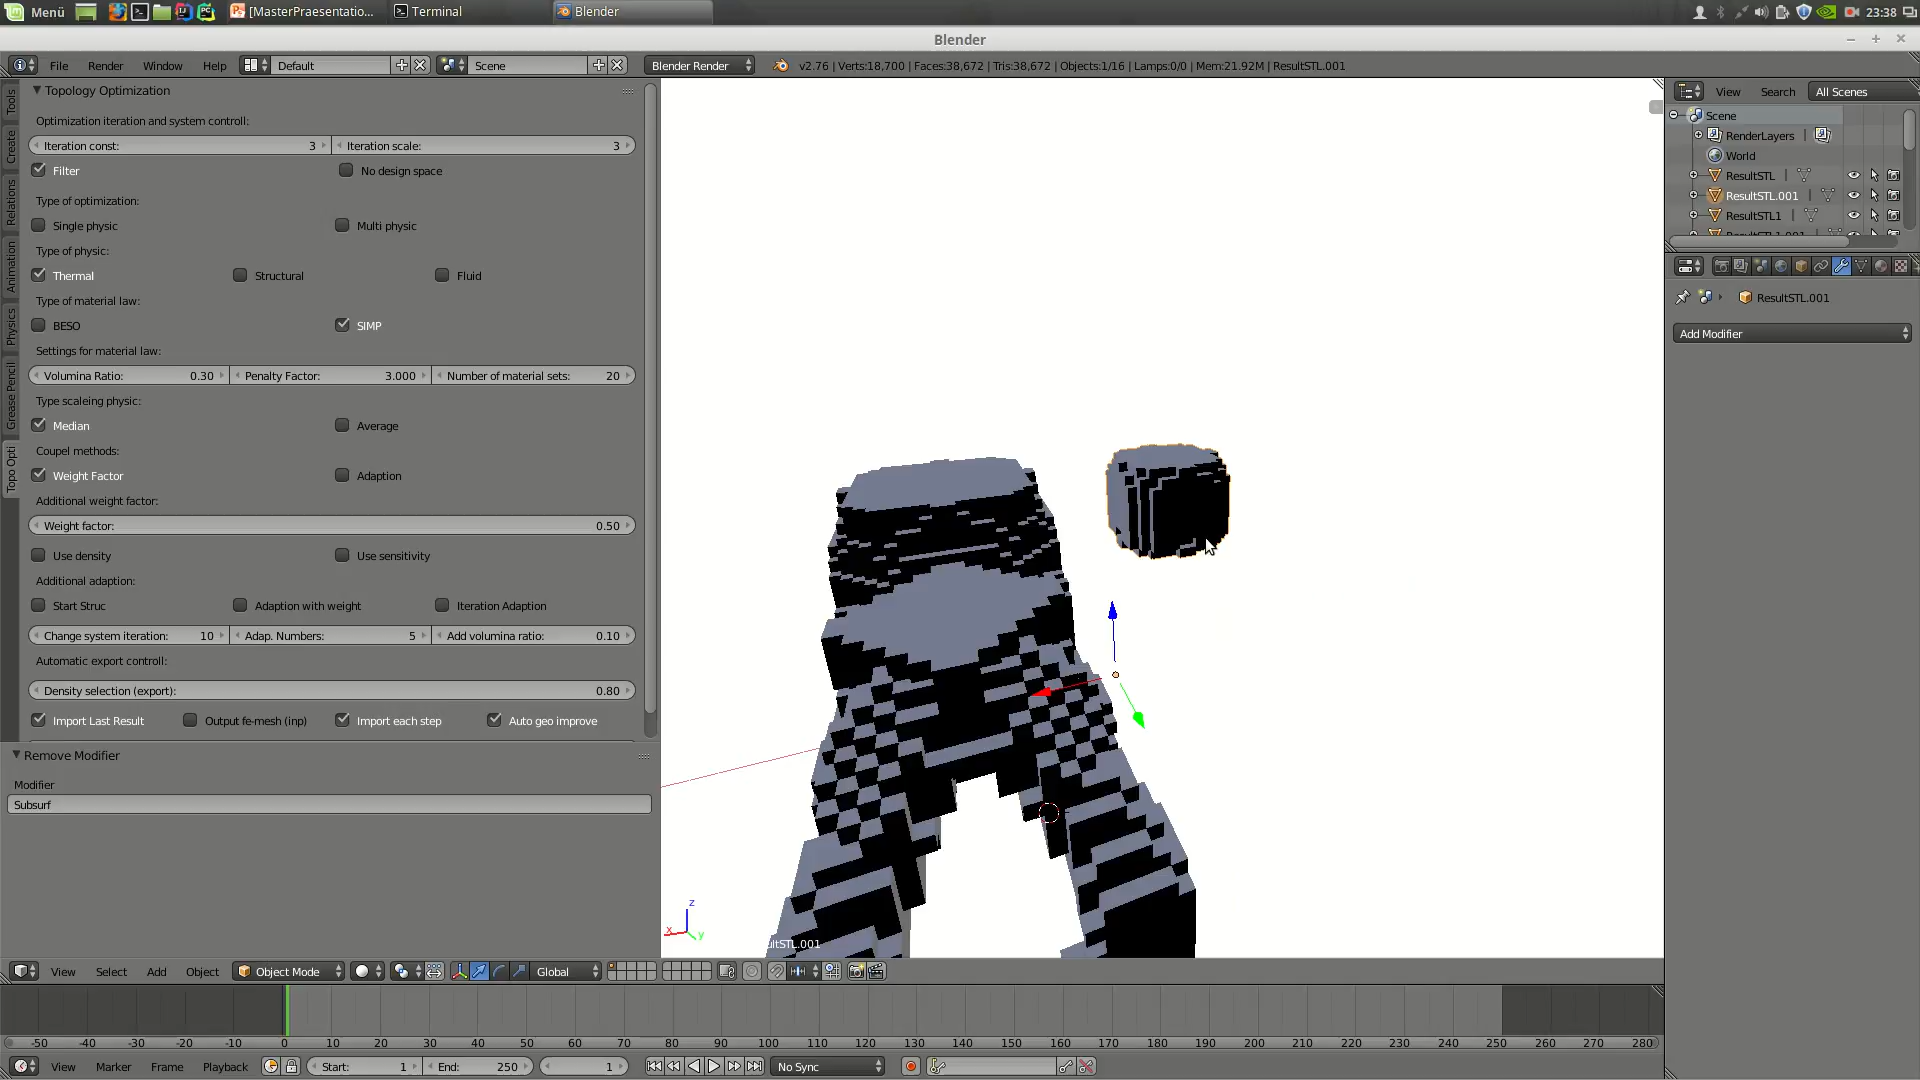 Menü [MasterPraesentatio... Terminal Blender 23:38
Blender
File Render Window Help Default Scene Blender Render v2.76 | Verts:18,700 | Faces:38,672 | Tris:38,672 | Objects:1/16 | Lamps:0/0 | Mem:21.92M | ResultSTL.001
Tools
Create
Relations
Animation
Physics
Grease Pencil
Topo Opti
Topology Optimization
Optimization iteration and system controll:
Iteration const: 3 Iteration scale: 3
Filter No design space
Type of optimization:
Single physic Multi physic
Type of physic:
Thermal Structural Fluid
Type of material law:
BESO SIMP
Settings for material law:
Volumina Ratio: 0.30 Penalty Factor: 3.000 Number of material sets: 20
Type scaleing physic:
Median Average
Coupel methods:
Weight Factor Adaption
Additional weight factor:
Weight factor: 0.50
Use density Use sensitivity
Additional adaption:
Start Struc Adaption with weight Iteration Adaption
Change system iteration: 10 Adap. Numbers: 5 Add volumina ratio: 0.10
Automatic export controll:
Density selection (export): 0.80
Import Last Result Output fe-mesh (inp) Import each step Auto geo improve
Remove Modifier
Modifier
Subsurf
z
x
y
ultSTL.001
View Search All Scenes
Scene
RenderLayers
World
ResultSTL
ResultSTL.001
ResultSTL1
ResultSTL1.001
ResultSTL.001
Add Modifier
View Select Add Object Object Mode Global
-50 -40 -30 -20 -10 0 10 20 30 40 50 60 70 80 90 100 110 120 130 140 150 160 170 180 190 200 210 220 230 240 250 260 270 280
View Marker Frame Playback Start: 1 End: 250 1 No Sync